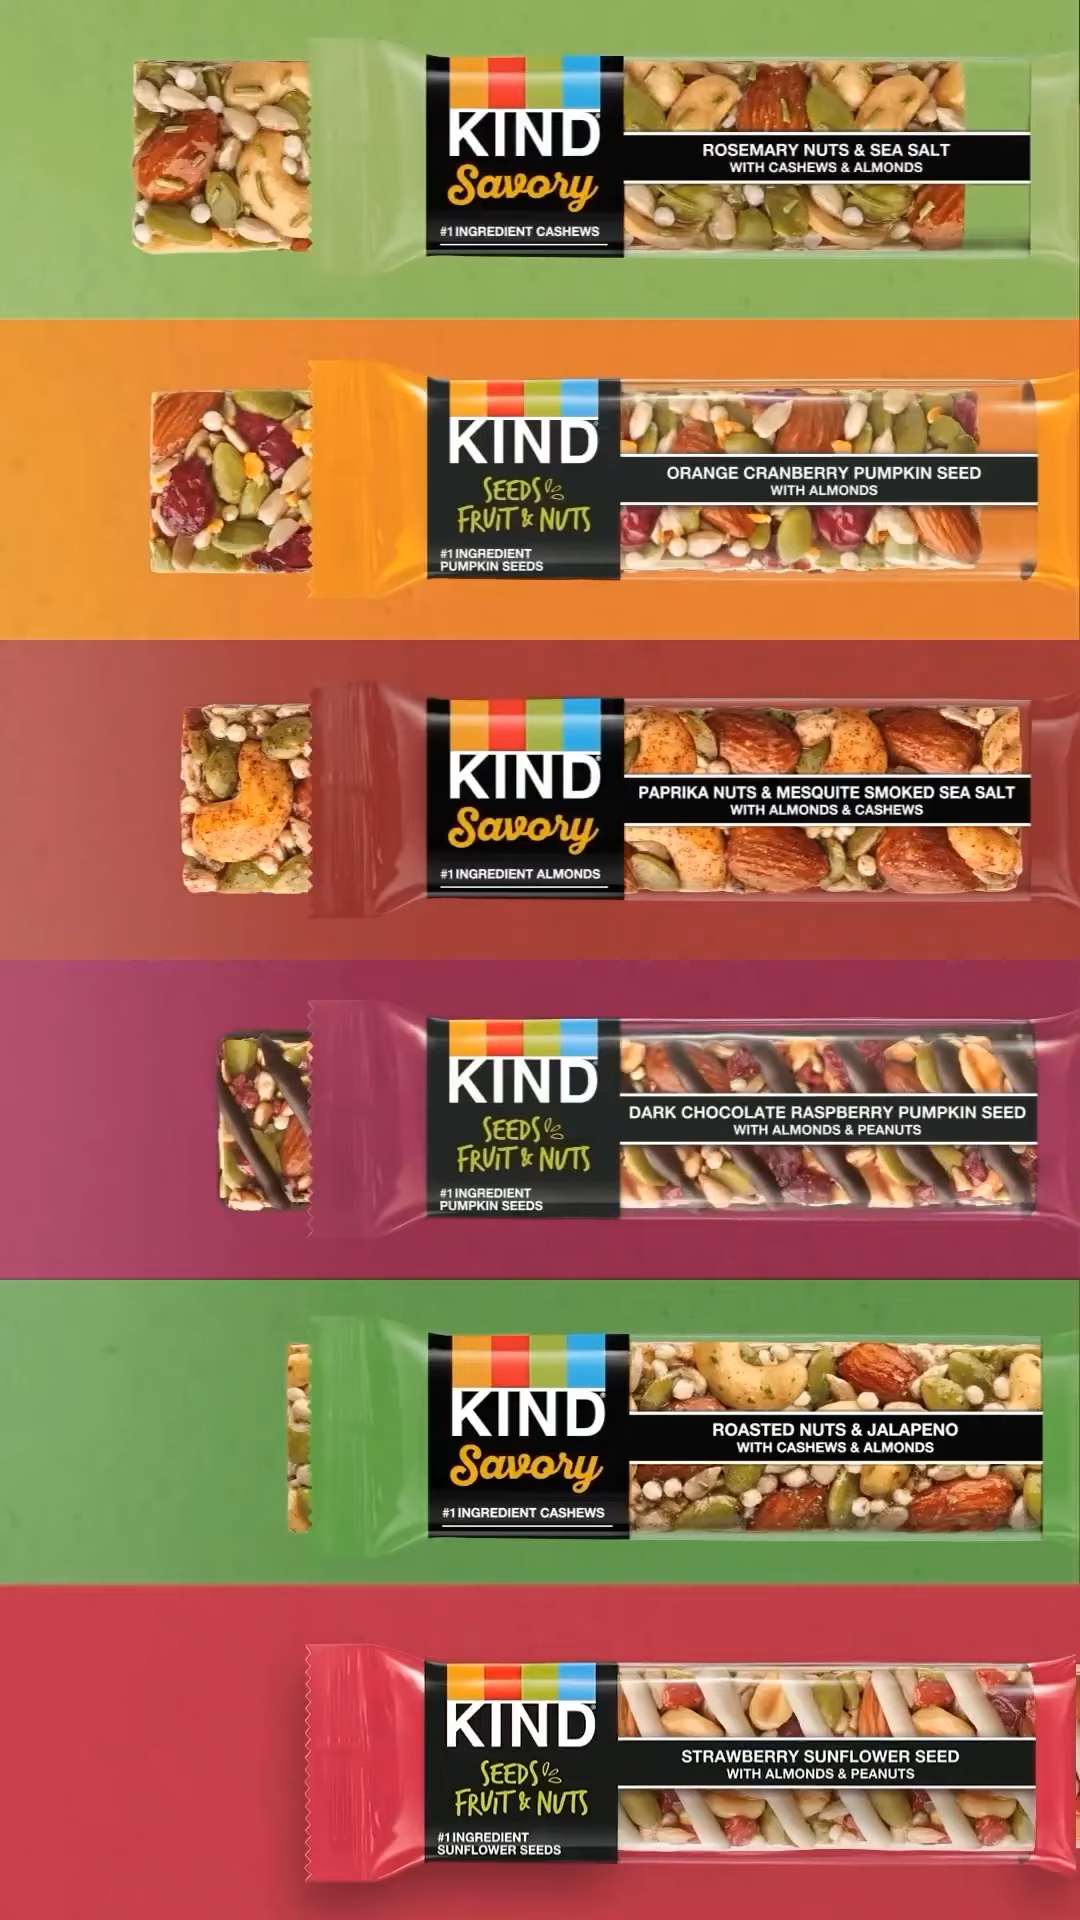 KIND
Savory
#1 INGREDIENT CASHEWS
ROSEMARY NUTS & SEA SALT
WITH CASHEWS & ALMONDS
KIND
SEEDS
FRUIT & NUTS
#1 INGREDIENT
PUMPKIN SEEDS
ORANGE CRANBERRY PUMPKIN SEED
WITH ALMONDS
KIND
Savory
#1 INGREDIENT ALMONDS
PAPRIKA NUTS & MESQUITE SMOKED SEA SALT
WITH ALMONDS & CASHEWS
KIND
SEEDS
FRUIT & NUTS
#1 INGREDIENT
PUMPKIN SEEDS
DARK CHOCOLATE RASPBERRY PUMPKIN SEED
WITH ALMONDS & PEANUTS
KIND
Savory
#1 INGREDIENT CASHEWS
ROASTED NUTS & JALAPENO
WITH CASHEWS & ALMONDS
KIND
SEEDS
FRUIT & NUTS
#1 INGREDIENT
SUNFLOWER SEEDS
STRAWBERRY SUNFLOWER SEED
WITH ALMONDS & PEANUTS